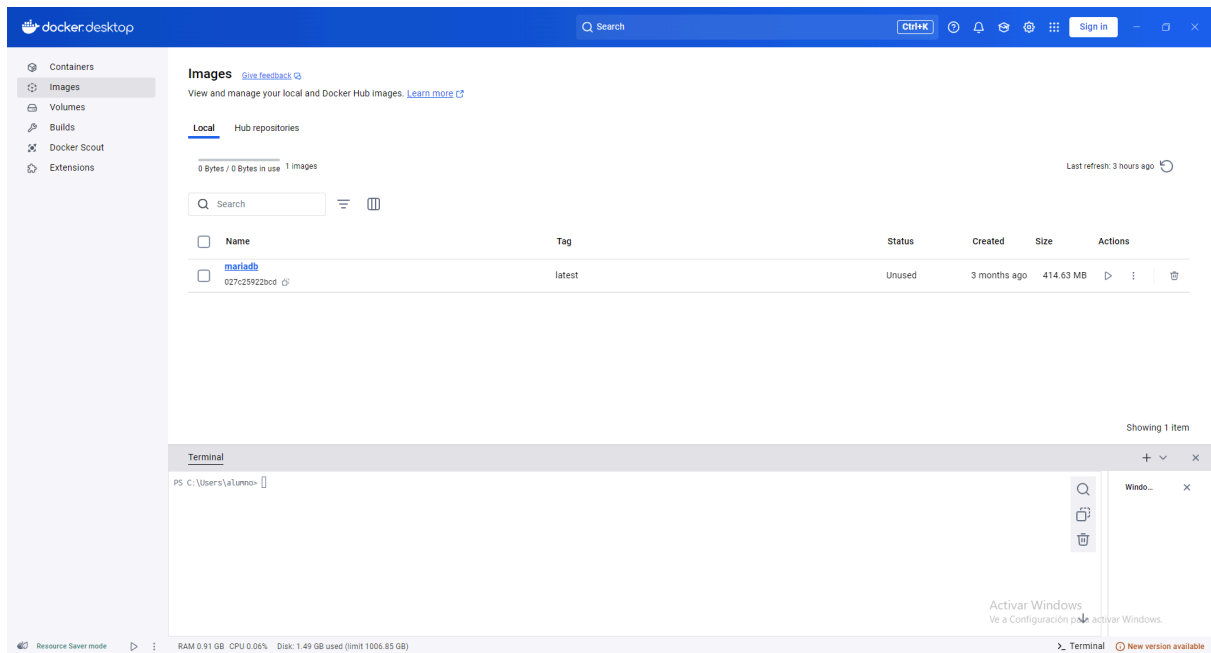 docker.desktop
Search
Ctrl+K
Sign in
Containers
Images
Volumes
Builds
Docker Scout
Extensions
Images Give feedback
View and manage your local and Docker Hub images. Learn more
Local Hub repositories
0 Bytes / 0 Bytes in use 1 images
Last refresh: 3 hours ago
Search
Name Tag Status Created Size Actions
mariadb
027c25922bcd
latest Unused 3 months ago 414.63 MB
Showing 1 item
Terminal
PS C:\Users\alumno>
Windo...
Activar Windows
Ve a Configuración para activar Windows.
Resource Saver mode
RAM 0.91 GB CPU 0.06% Disk: 1.49 GB used (limit 1006.85 GB)
>_ Terminal
New version available